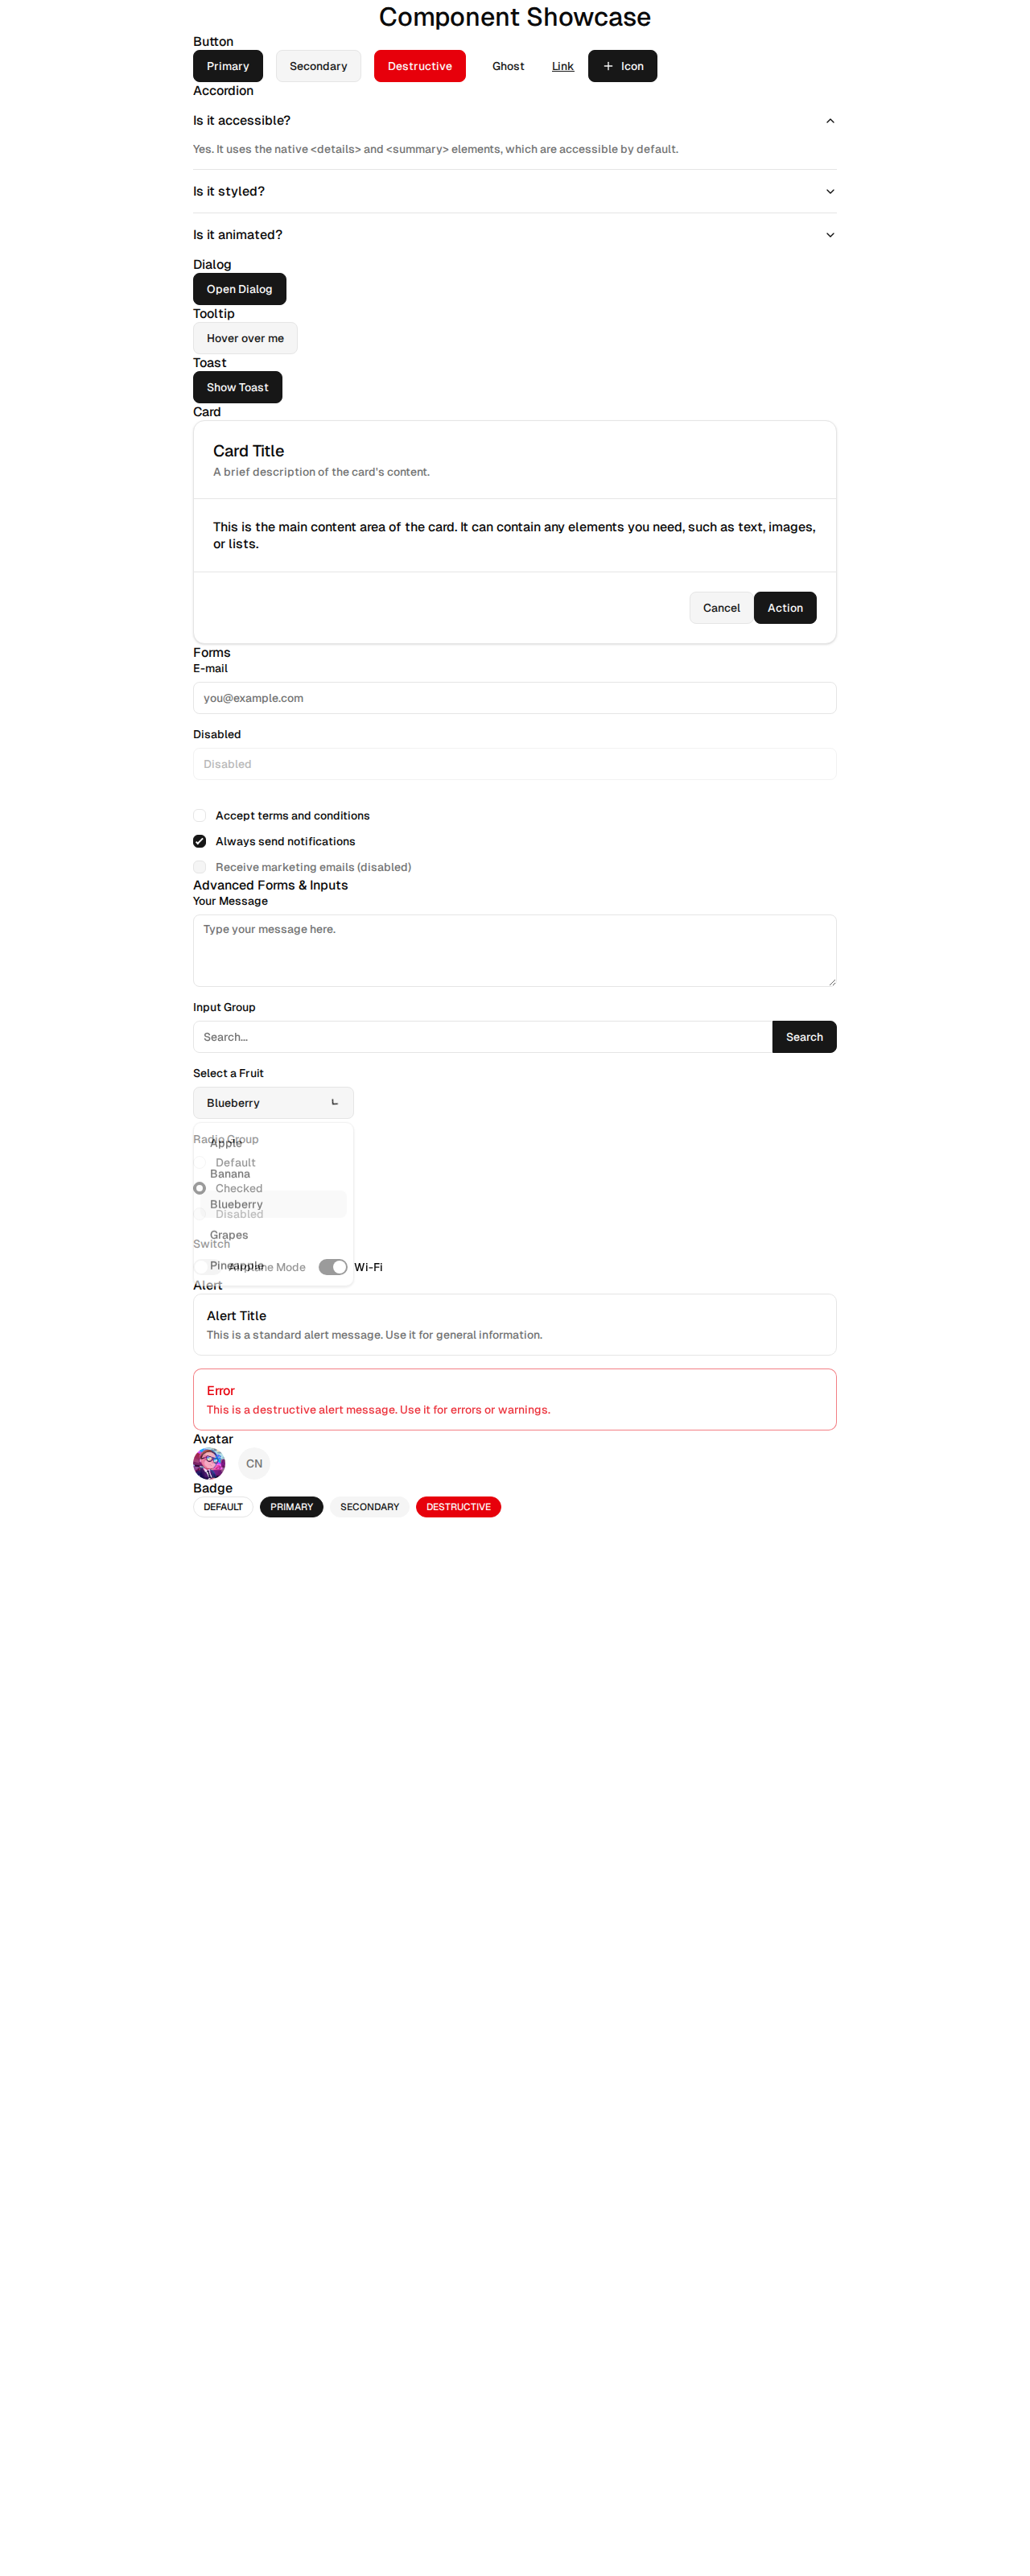 Component Showcase
Button
Primary Secondary Destructive Ghost Link Icon
Accordion
Is it accessible?
Yes. It uses the native <details> and <summary> elements, which are accessible by default.
Is it styled?
Is it animated?
Dialog
Open Dialog
Tooltip
Hover over me
Toast
Show Toast
Card
Card Title
A brief description of the card's content.
This is the main content area of the card. It can contain any elements you need, such as text, images,
or lists.
Cancel Action
Forms
E-mail
you@example.com
Disabled
Disabled
Accept terms and conditions
Always send notifications
Receive marketing emails (disabled)
Advanced Forms & Inputs
Your Message
Type your message here.
Input Group
Search... Search
Select a Fruit
Blueberry
Radio Group
Apple
Default
Banana
Checked
Blueberry
Disabled
Grapes
Switch
Pineapple
Airplane Mode Wi-Fi
Alert
Alert Title
This is a standard alert message. Use it for general information.
Error
This is a destructive alert message. Use it for errors or warnings.
Avatar
CN
Badge
DEFAULT PRIMARY SECONDARY DESTRUCTIVE